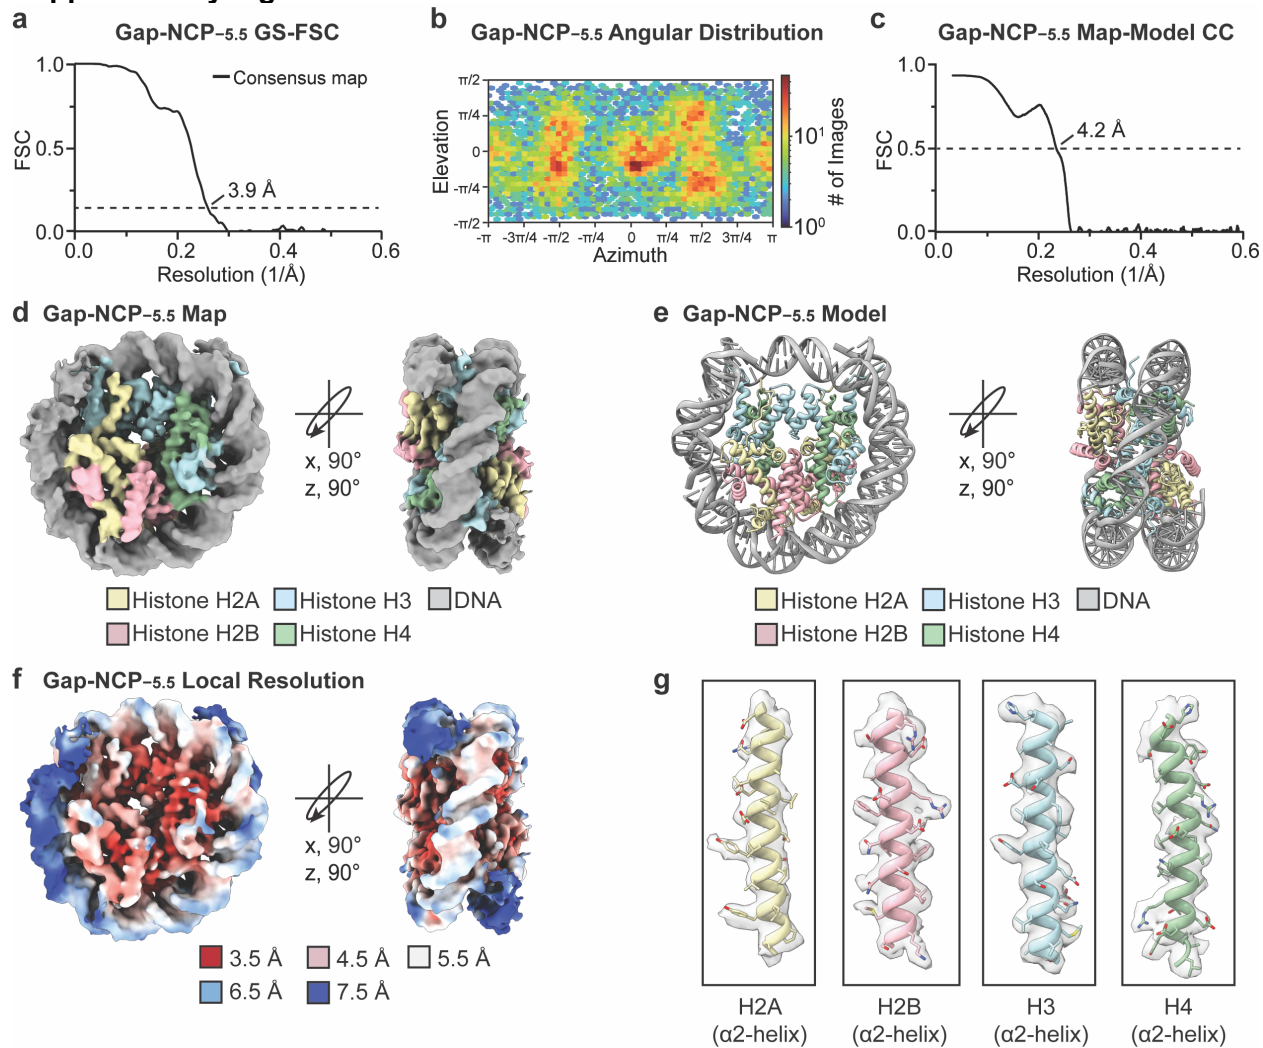 a
Gap-NCP–5.5 GS-FSC
1.0
0.5
0.0
FSC
Consensus map
3.9 Å
0.0 0.2 0.4 0.6
Resolution (1/Å)
b
Gap-NCP–5.5 Angular Distribution
π/2
π/4
0
-π/4
-π/2
Elevation
-π -3π/4 -π/2 -π/4 0 π/4 π/2 3π/4 π
Azimuth
10¹
10⁰
# of Images
c
Gap-NCP–5.5 Map-Model CC
1.0
0.5
0.0
FSC
4.2 Å
0.0 0.2 0.4 0.6
Resolution (1/Å)
d Gap-NCP–5.5 Map
x, 90°
z, 90°
Histone H2A Histone H3 DNA
Histone H2B Histone H4
e Gap-NCP–5.5 Model
x, 90°
z, 90°
Histone H2A Histone H3 DNA
Histone H2B Histone H4
f Gap-NCP–5.5 Local Resolution
x, 90°
z, 90°
3.5 Å 4.5 Å 5.5 Å
6.5 Å 7.5 Å
g
H2A
(α2-helix)
H2B
(α2-helix)
H3
(α2-helix)
H4
(α2-helix)